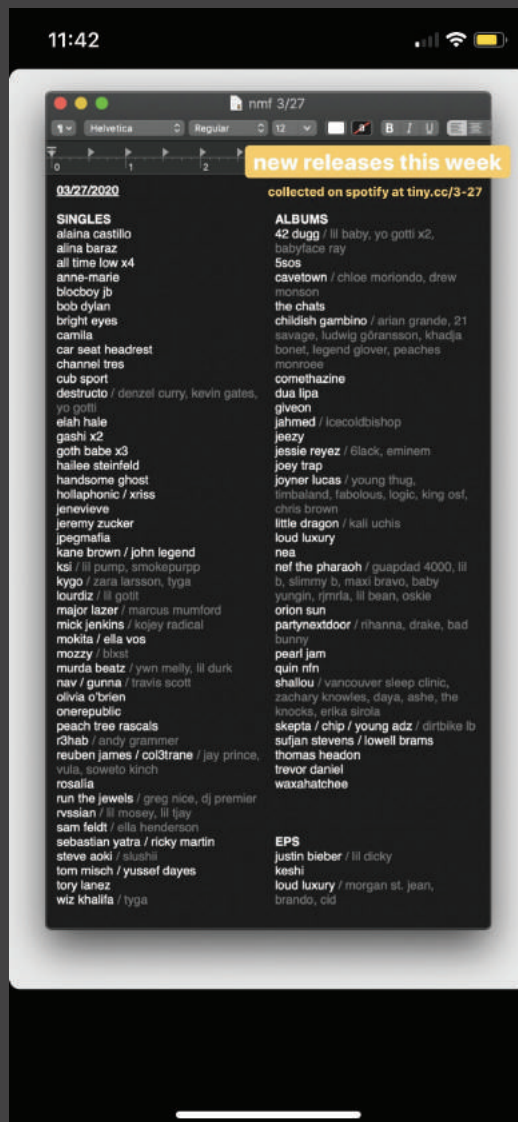 11:42
nmf 3/27
Helvetica
Regular
12
B I U
0 1 2
new releases this week
03/27/2020
collected on spotify at tiny.cc/3-27
SINGLES
alaina castillo
alina baraz
all time low x4
anne-marie
blocboy jb
bob dylan
bright eyes
camila
car seat headrest
channel tres
cub sport
destructo / denzel curry, kevin gates,
yo gotti
elah hale
gashi x2
goth babe x3
hailee steinfeld
handsome ghost
hollaphonic / xriss
jenevieve
jeremy zucker
jpegmafia
kane brown / john legend
ksi / lil pump, smokepurpp
kygo / zara larsson, tyga
lourdiz / lil gotit
major lazer / marcus mumford
mick jenkins / kojey radical
mokita / ella vos
mozzy / blxst
murda beatz / ywn melly, lil durk
nav / gunna / travis scott
olivia o'brien
onerepublic
peach tree rascals
r3hab / andy grammer
reuben james / col3trane / jay prince,
vula, soweto kinch
rosalia
run the jewels / greg nice, dj premier
rvssian / lil mosey, lil tjay
sam feldt / ella henderson
sebastian yatra / ricky martin
steve aoki / slushii
tom misch / yussef dayes
tory lanez
wiz khalifa / tyga
ALBUMS
42 dugg / lil baby, yo gotti x2,
babyface ray
5sos
cavetown / chloe moriondo, drew
monson
the chats
childish gambino / arian grande, 21
savage, ludwig göransson, khadja
bonet, legend glover, peaches
monroee
comethazine
dua lipa
giveon
jahmed / icecoldbishop
jeezy
jessie reyez / 6lack, eminem
joey trap
joyner lucas / young thug,
timbaland, fabolous, logic, king osf,
chris brown
little dragon / kali uchis
loud luxury
nea
nef the pharaoh / guapdad 4000, lil
b, slimmy b, maxi bravo, baby
yungin, rjmrla, lil bean, oskie
orion sun
partynextdoor / rihanna, drake, bad
bunny
pearl jam
quin nfn
shallou / vancouver sleep clinic,
zachary knowles, daya, ashe, the
knocks, erika sirola
skepta / chip / young adz / dirtbike lb
sufjan stevens / lowell brams
thomas headon
trevor daniel
waxahatchee
EPS
justin bieber / lil dicky
keshi
loud luxury / morgan st. jean,
brando, cid